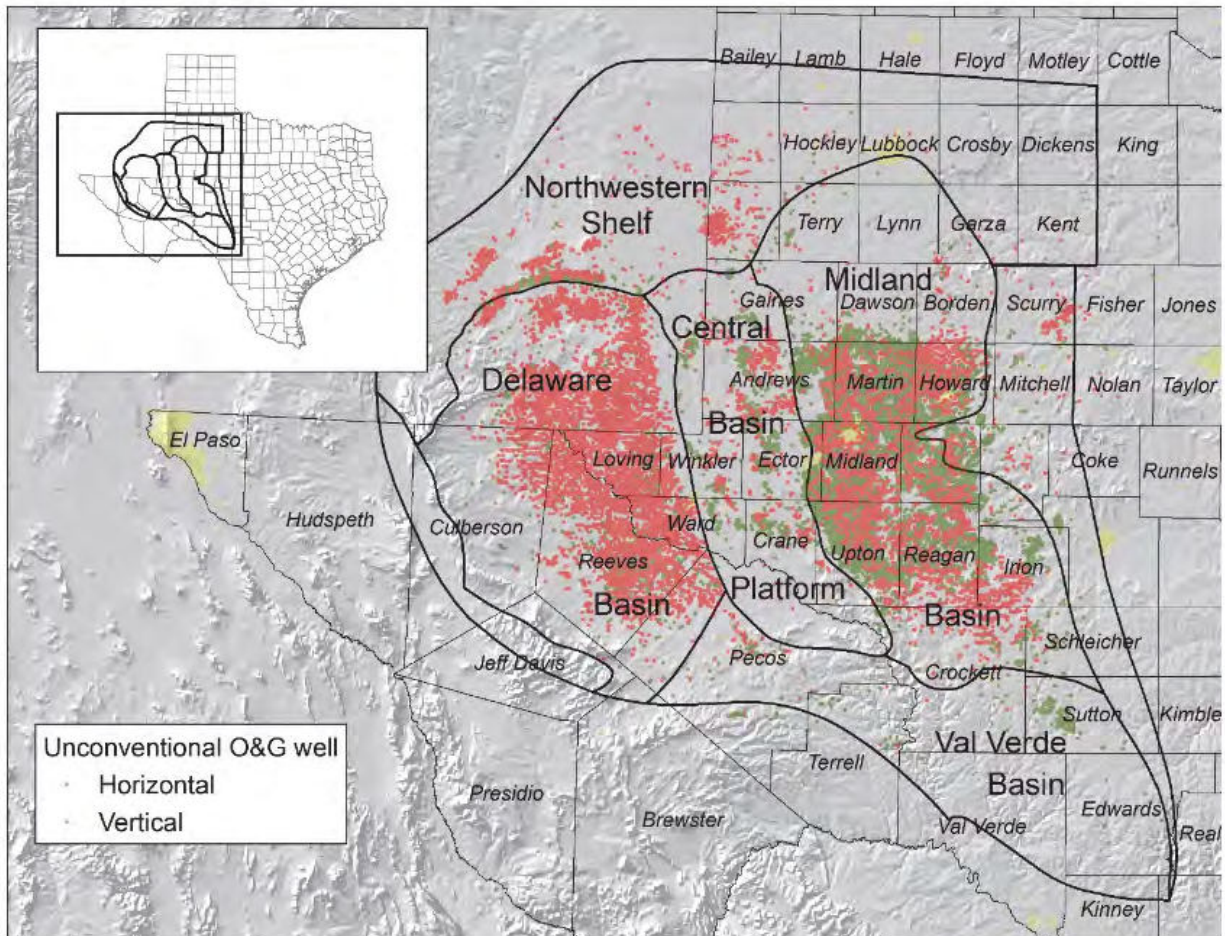 Bailey Lamb Hale Floyd Motley Cottle
Hockley Lubbock Crosby Dickens King
Northwestern
Shelf
Terry Lynn Garza Kent
Midland
Gaines Dawson Borden Scurry Fisher Jones
Central
Delaware
Andrews Martin Howard Mitchell Nolan Taylor
Basin
El Paso
Loving Winkler Ector Midland Coke Runnels
Hudspeth Culberson Ward Crane
Reeves Upton Reagan Irion
Basin Platform Basin
Jeff Davis Pecos Schleicher
Crockett
Sutton Kimble
Val Verde
Terrell
Basin
Presidio Brewster Val Verde Edwards Real
Kinney
Unconventional O&G well
Horizontal
Vertical